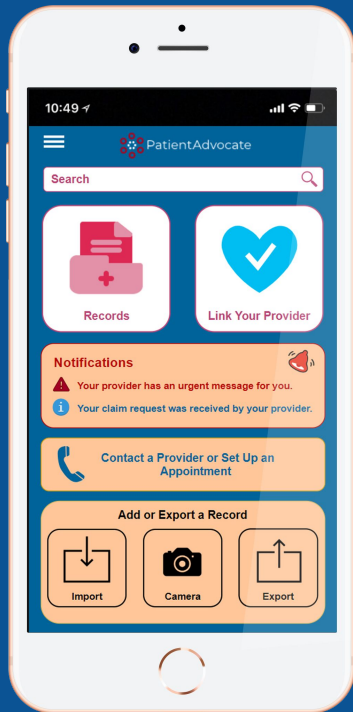 10:49
PatientAdvocate
Search
Records
Link Your Provider
Notifications
Your provider has an urgent message for you.
Your claim request was received by your provider.
Contact a Provider or Set Up an
Appointment
Add or Export a Record
Import
Camera
Export